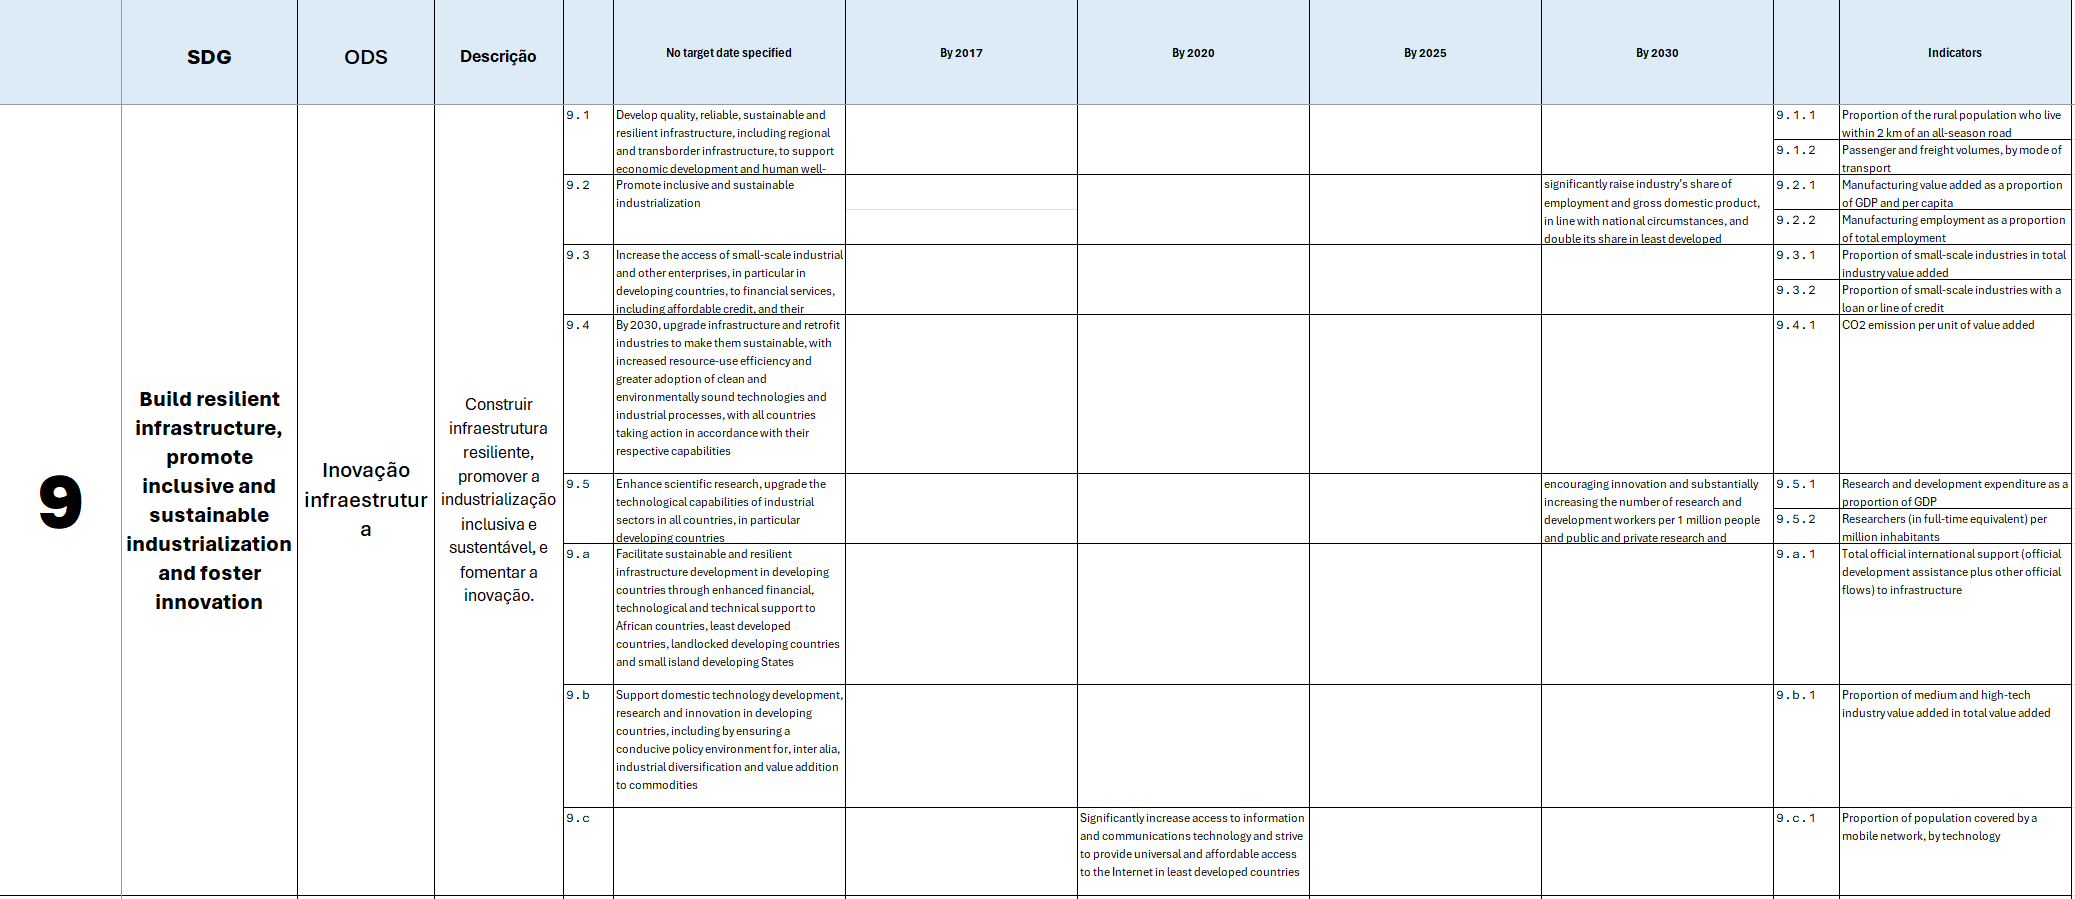 SDG
ODS
Descrição
No target date specified
By 2017
By 2020
By 2025
By 2030
Indicators
9
Build resilient
infrastructure,
promote
inclusive and
sustainable
industrialization
and foster
innovation
Inovação
infraestrutur
a
Construir
infraestrutura
resiliente,
promover a
industrialização
inclusiva e
sustentável, e
fomentar a
inovação.
9.1
Develop quality, reliable, sustainable and
resilient infrastructure, including regional
and transborder infrastructure, to support
economic development and human well-
9.1.1
Proportion of the rural population who live
within 2 km of an all-season road
9.1.2
Passenger and freight volumes, by mode of
transport
9.2
Promote inclusive and sustainable
industrialization
significantly raise industry's share of
employment and gross domestic product,
in line with national circumstances, and
double its share in least developed
9.2.1
Manufacturing value added as a proportion
of GDP and per capita
9.2.2
Manufacturing employment as a proportion
of total employment
9.3
Increase the access of small-scale industrial
and other enterprises, in particular in
developing countries, to financial services,
including affordable credit, and their
9.3.1
Proportion of small-scale industries in total
industry value added
9.3.2
Proportion of small-scale industries with a
loan or line of credit
9.4
By 2030, upgrade infrastructure and retrofit
industries to make them sustainable, with
increased resource-use efficiency and
greater adoption of clean and
environmentally sound technologies and
industrial processes, with all countries
taking action in accordance with their
respective capabilities
9.4.1
CO2 emission per unit of value added
9.5
Enhance scientific research, upgrade the
technological capabilities of industrial
sectors in all countries, in particular
developing countries
encouraging innovation and substantially
increasing the number of research and
development workers per 1 million people
and public and private research and
9.5.1
Research and development expenditure as a
proportion of GDP
9.5.2
Researchers (in full-time equivalent) per
million inhabitants
9.a
Facilitate sustainable and resilient
infrastructure development in developing
countries through enhanced financial,
technological and technical support to
African countries, least developed
countries, landlocked developing countries
and small island developing States
9.a.1
Total official international support (official
development assistance plus other official
flows) to infrastructure
9.b
Support domestic technology development,
research and innovation in developing
countries, including by ensuring a
conducive policy environment for, inter alia,
industrial diversification and value addition
to commodities
9.b.1
Proportion of medium and high-tech
industry value added in total value added
9.c
Significantly increase access to information
and communications technology and strive
to provide universal and affordable access
to the Internet in least developed countries
9.c.1
Proportion of population covered by a
mobile network, by technology